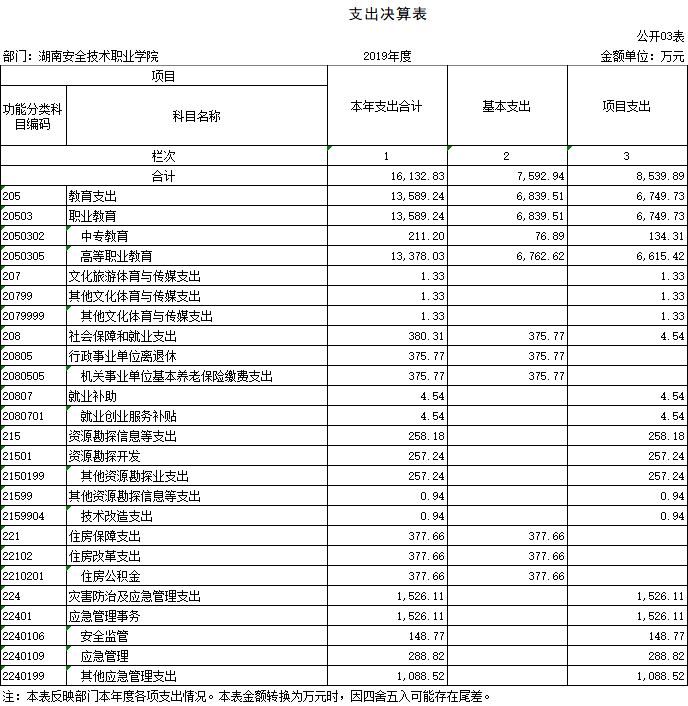 支出决算表
公开03表
部门：湖南安全技术职业学院 2019年度 金额单位：万元
项目 本年支出合计 基本支出 项目支出
功能分类科目编码 科目名称
栏次 1 2 3
合计 16,132.83 7,592.94 8,539.89
205 教育支出 13,589.24 6,839.51 6,749.73
20503 职业教育 13,589.24 6,839.51 6,749.73
2050302 中专教育 211.20 76.89 134.31
2050305 高等职业教育 13,378.03 6,762.62 6,615.42
207 文化旅游体育与传媒支出 1.33 1.33
20799 其他文化体育与传媒支出 1.33 1.33
2079999 其他文化体育与传媒支出 1.33 1.33
208 社会保障和就业支出 380.31 375.77 4.54
20805 行政事业单位离退休 375.77 375.77
2080505 机关事业单位基本养老保险缴费支出 375.77 375.77
20807 就业补助 4.54 4.54
2080701 就业创业服务补贴 4.54 4.54
215 资源勘探信息等支出 258.18 258.18
21501 资源勘探开发 257.24 257.24
2150199 其他资源勘探业支出 257.24 257.24
21599 其他资源勘探信息等支出 0.94 0.94
2159904 技术改造支出 0.94 0.94
221 住房保障支出 377.66 377.66
22102 住房改革支出 377.66 377.66
2210201 住房公积金 377.66 377.66
224 灾害防治及应急管理支出 1,526.11 1,526.11
22401 应急管理事务 1,526.11 1,526.11
2240106 安全监管 148.77 148.77
2240109 应急管理 288.82 288.82
2240199 其他应急管理支出 1,088.52 1,088.52
注：本表反映部门本年度各项支出情况。本表金额转换为万元时，因四舍五入可能存在尾差。